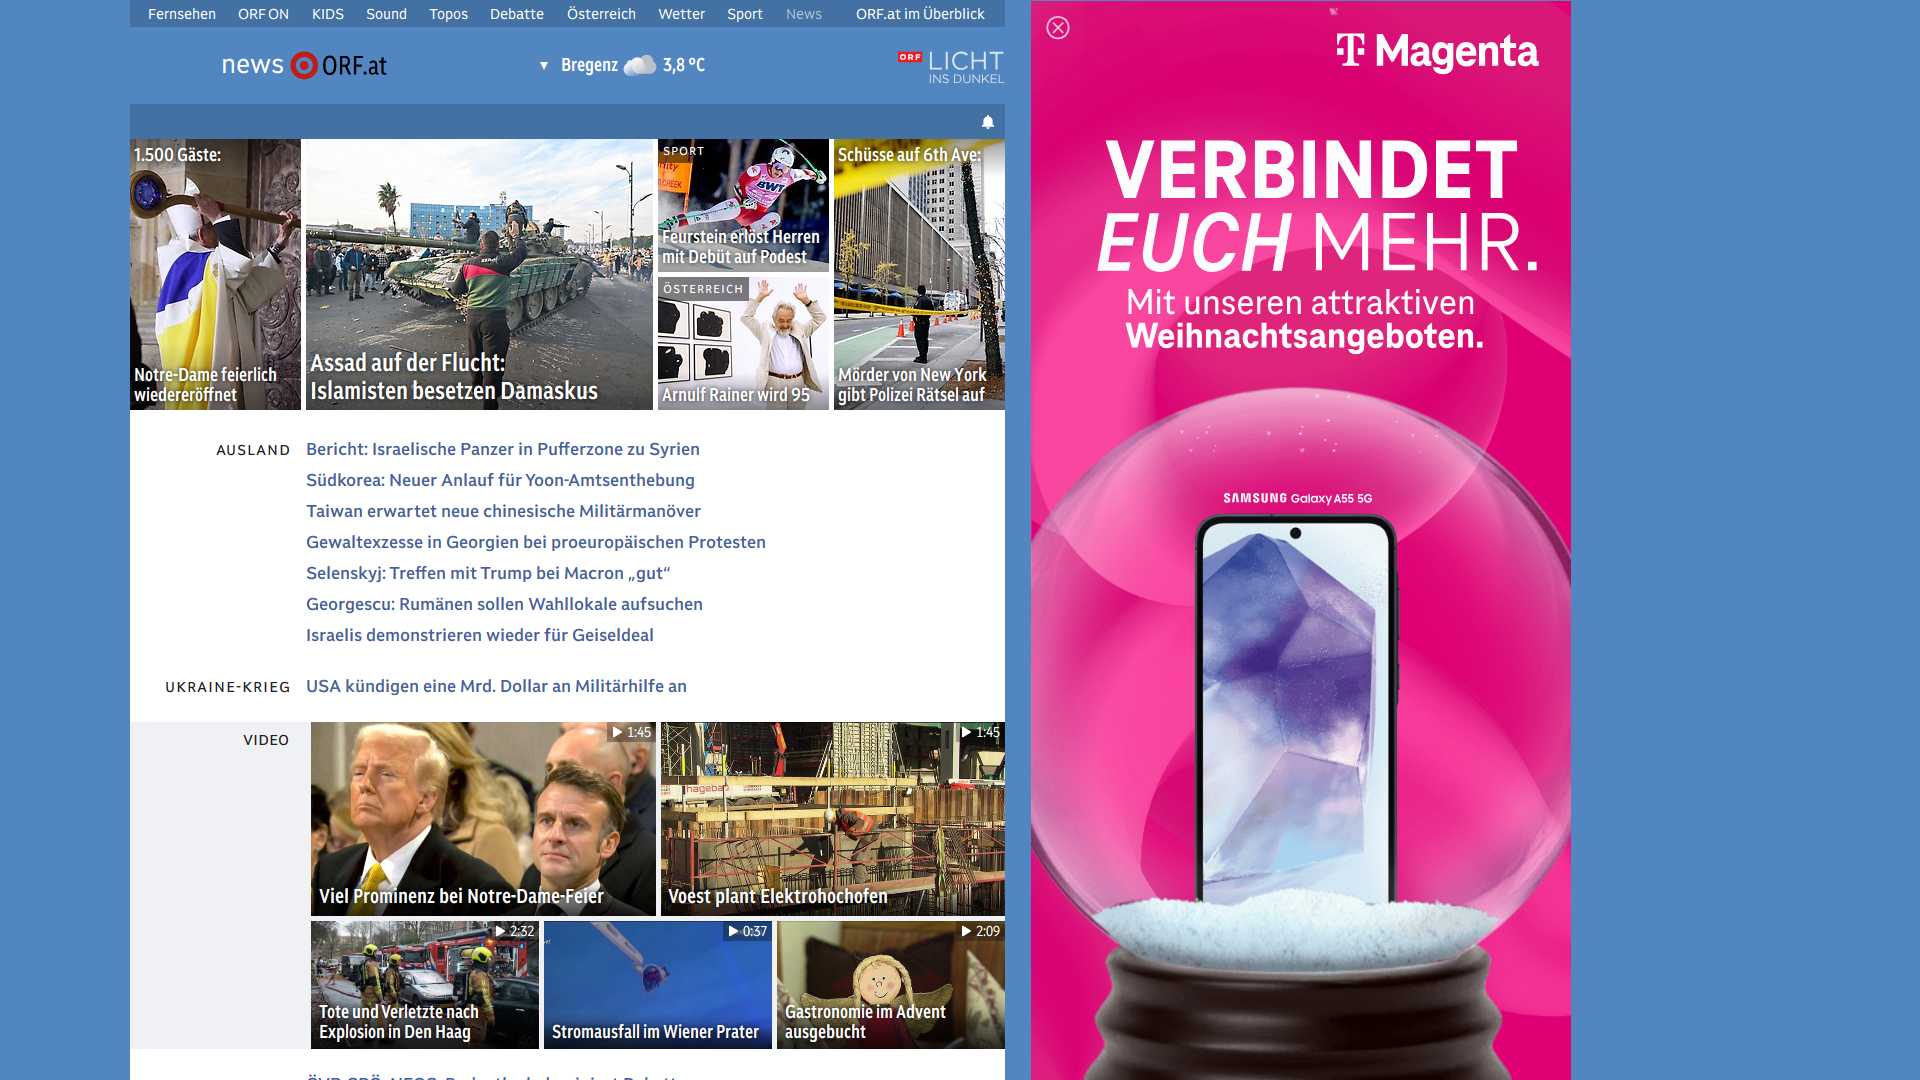 Fernsehen ORF ON KIDS Sound Topos Debatte Österreich Wetter Sport News ORF.at im Überblick
news ORF.at
Bregenz 3,8 °C
ORF LICHT
INS DUNKEL
1.500 Gäste:
Notre-Dame feierlich
wiedereröffnet
Assad auf der Flucht:
Islamisten besetzen Damaskus
SPORT
Feurstein erlöst Herren
mit Debüt auf Podest
ÖSTERREICH
Arnulf Rainer wird 95
Schüsse auf 6th Ave:
Mörder von New York
gibt Polizei Rätsel auf
AUSLAND
Bericht: Israelische Panzer in Pufferzone zu Syrien
Südkorea: Neuer Anlauf für Yoon-Amtsenthebung
Taiwan erwartet neue chinesische Militärmanöver
Gewaltexzesse in Georgien bei proeuropäischen Protesten
Selenskyj: Treffen mit Trump bei Macron „gut“
Georgescu: Rumänen sollen Wahllokale aufsuchen
Israelis demonstrieren wieder für Geiseldeal
UKRAINE-KRIEG
USA kündigen eine Mrd. Dollar an Militärhilfe an
VIDEO
1:45
Viel Prominenz bei Notre-Dame-Feier
1:45
hagebau
Voest plant Elektrohochofen
2:32
Tote und Verletzte nach
Explosion in Den Haag
0:37
Stromausfall im Wiener Prater
2:09
Gastronomie im Advent
ausgebucht
T Magenta
VERBINDET
EUCH MEHR.
Mit unseren attraktiven
Weihnachtsangeboten.
SAMSUNG Galaxy A55 5G